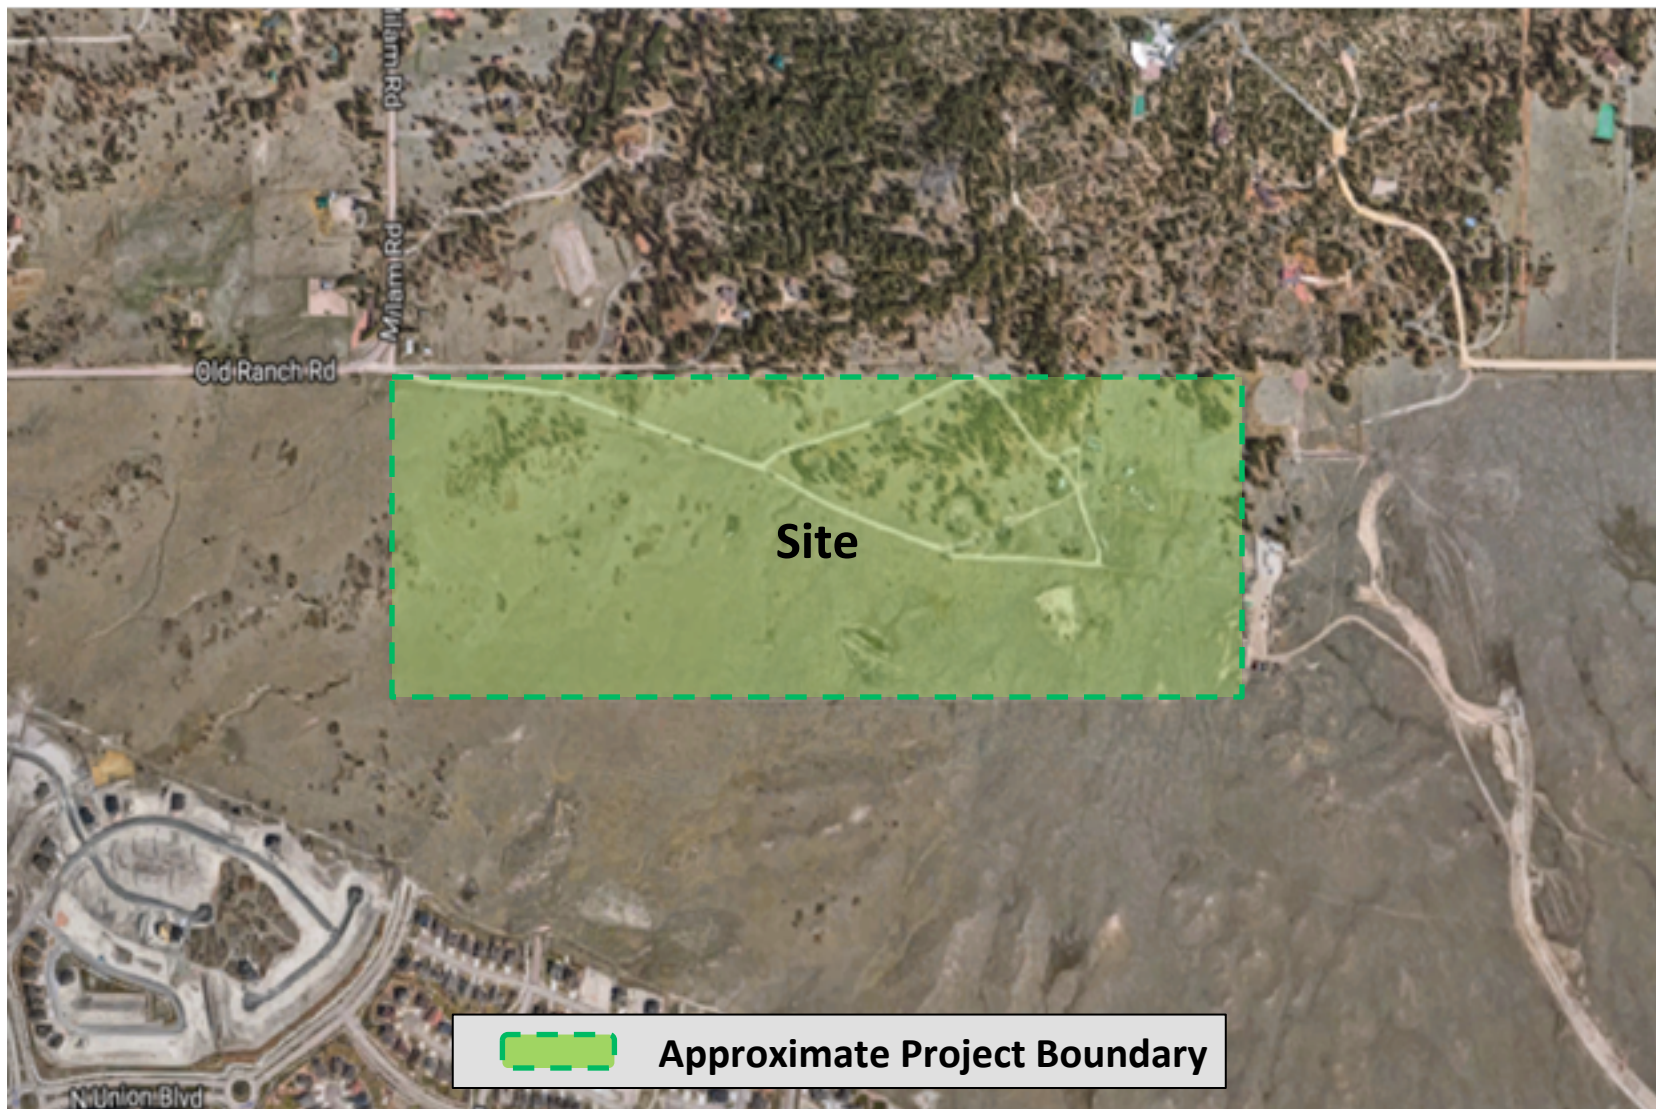 Milam Rd
Milam Rd
Old Ranch Rd
Site
Approximate Project Boundary
N Union Blvd